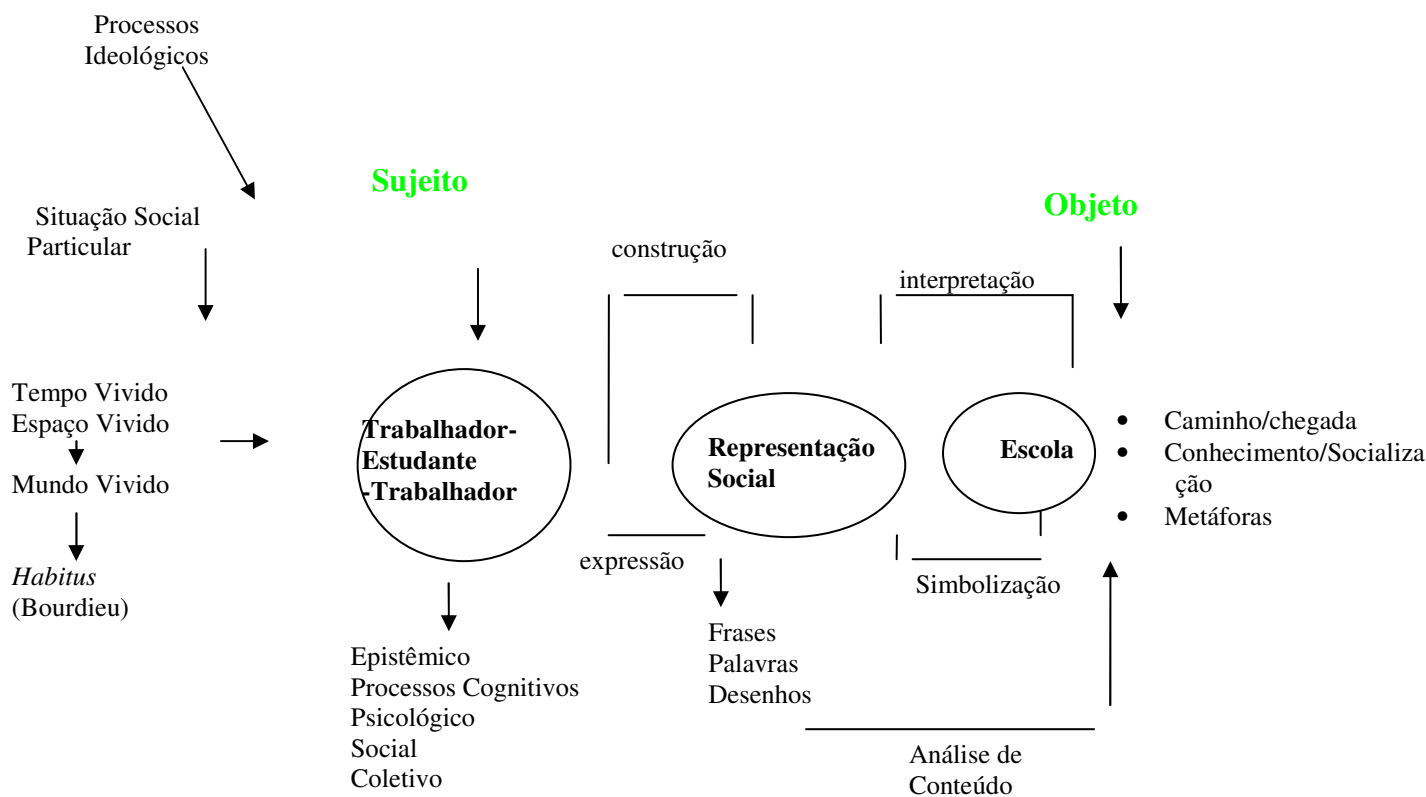 Processos
Ideológicos
Sujeito
Objeto
Situação Social
Particular
construção
interpretação
Tempo Vivido
Espaço Vivido
Mundo Vivido
Habitus
(Bourdieu)
Trabalhador-
Estudante
-Trabalhador
Representação
Social
Escola
• Caminho/chegada
• Conhecimento/Socializa
ção
• Metáforas
expressão
Simbolização
Epistêmico
Processos Cognitivos
Psicológico
Social
Coletivo
Frases
Palavras
Desenhos
Análise de
Conteúdo